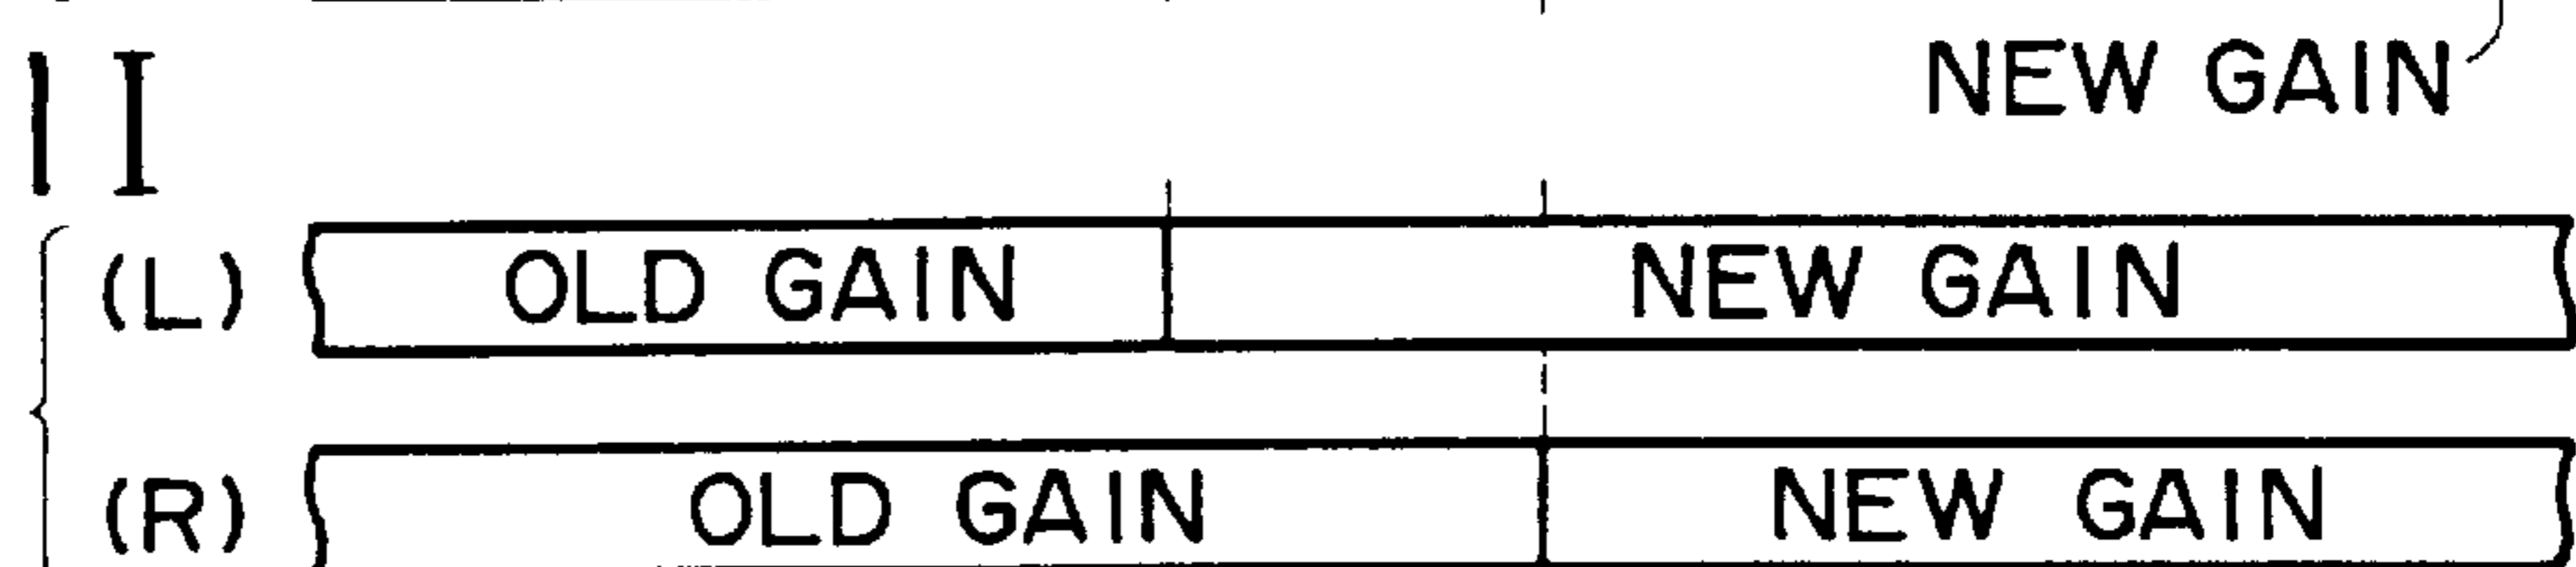 NEW GAIN
II
(L) OLD GAIN NEW GAIN
(R) OLD GAIN NEW GAIN